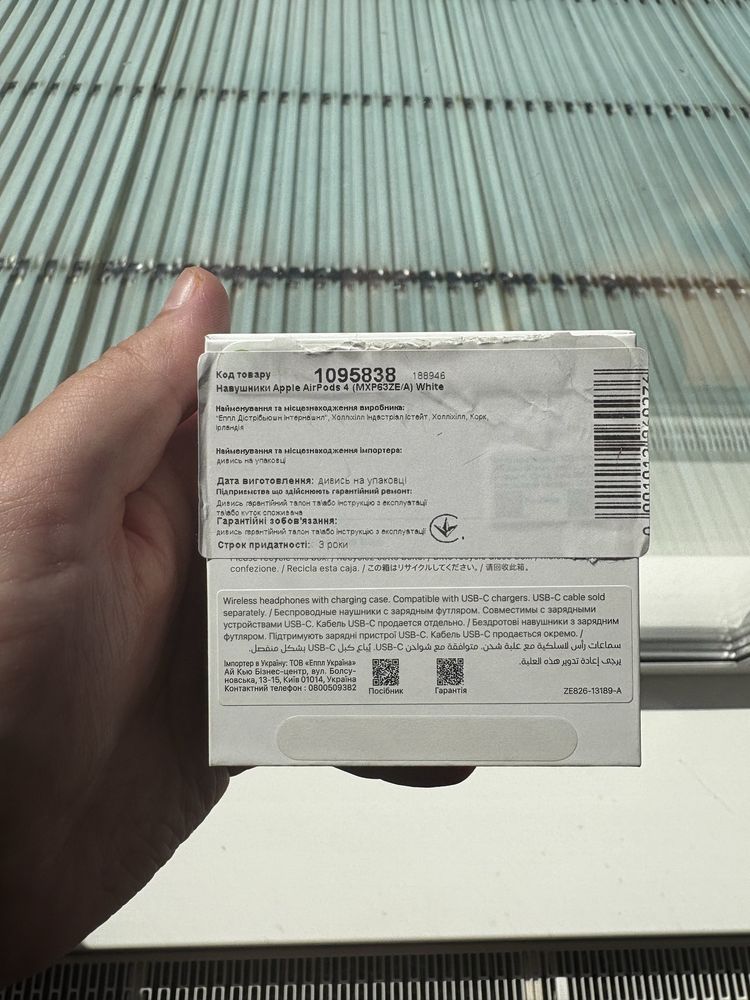 Код товару 1095838 188946
Навушники Apple AirPods 4 (MXP63ZE/A) White
Найменування та місцезнаходження виробника:
"Еппл Дістрібьюшн Інтернешнл", Холліхілл Індастріал Істейт, Холліхілл, Корк,
Ірландія
Найменування та місцезнаходження імпортера:
дивись на упаковці
Дата виготовлення: дивись на упаковці
Підприємства що здійснюють гарантійний ремонт:
Дивись гарантійний талон та\або інструкцію з експлуатації
та\або куток споживача
Гарантійні зобов'язання:
дивись гарантійний талон та\або інструкцію з експлуатації
Строк придатності: 3 роки
Please recycle this box.
confezione. / Recicla esta caja. / この箱はリサイクルしてください。 / 请回收此箱。
Wireless headphones with charging case. Compatible with USB-C chargers. USB-C cable sold
separately. / Беспроводные наушники с зарядным футляром. Совместимы с зарядными
устройствами USB-C. Кабель USB-C продается отдельно. / Бездротові навушники з зарядним
футляром. Підтримують зарядні пристрої USB-C. Кабель USB-C продається окремо. /
سماعات رأس لاسلكية مع علبة شحن. متوافقة مع شواحن USB-C. يُباع كبل USB-C بشكل منفصل.
يرجى إعادة تدوير هذه العلبة.
Імпортер в Україну: ТОВ «Еппл Україна»
Ай Кью Бізнес-центр, вул. Болсу-
новська, 13-15, Київ 01014, Україна
Контактний телефон : 0800509382
Посібник
Гарантія
ZE826-13189-A